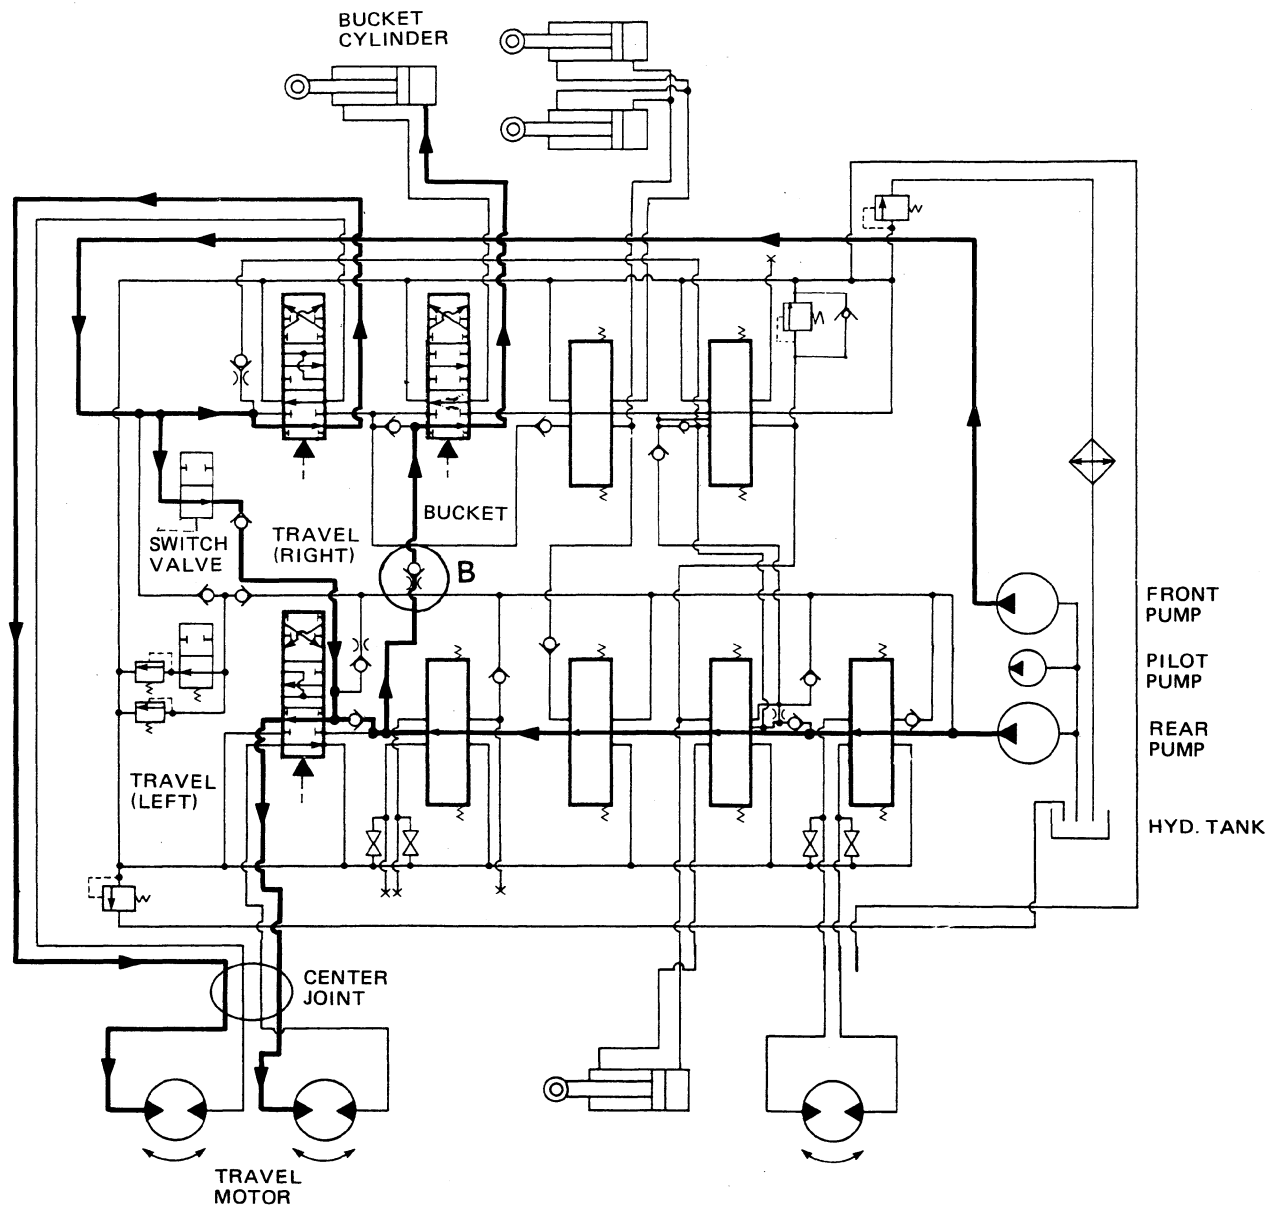 BUCKET
CYLINDER
SWITCH
VALVE
TRAVEL
(RIGHT)
BUCKET
B
FRONT
PUMP
PILOT
PUMP
REAR
PUMP
TRAVEL
(LEFT)
HYD. TANK
CENTER
JOINT
TRAVEL
MOTOR